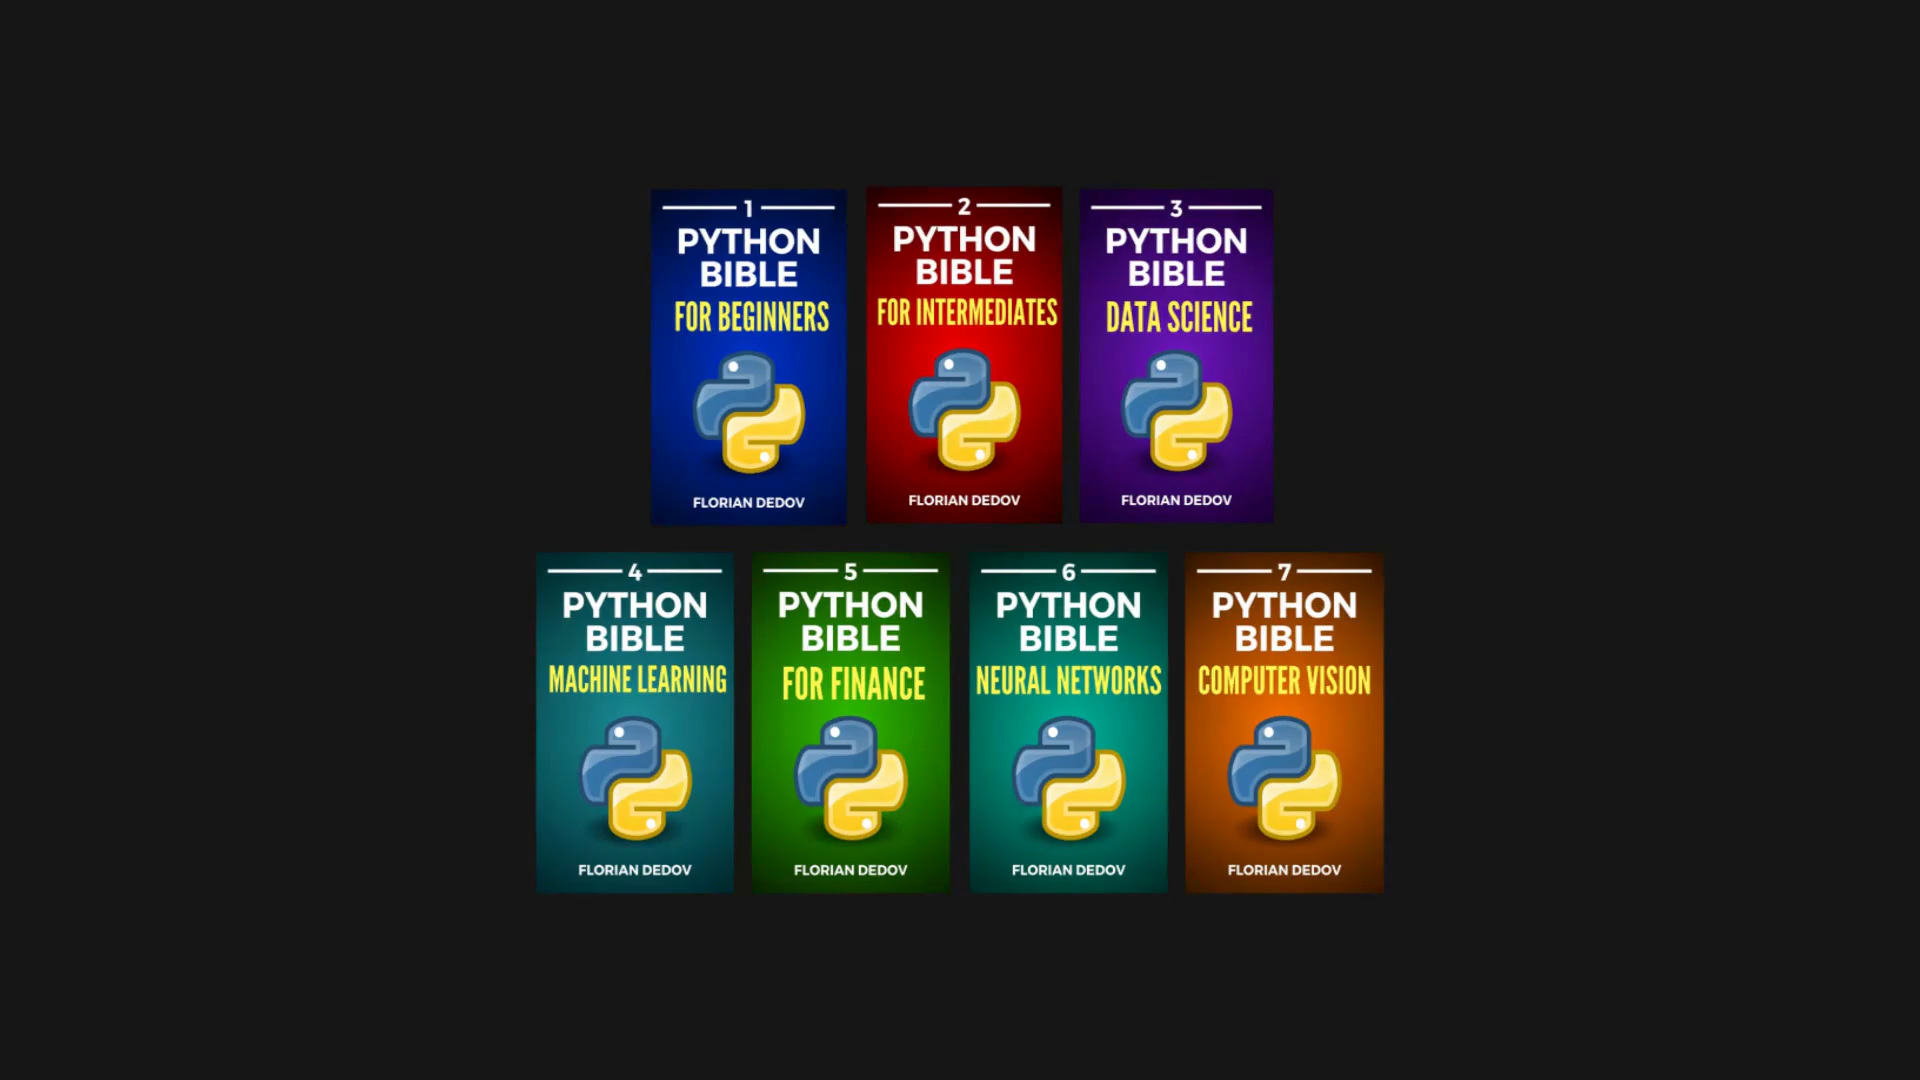 1
PYTHON
BIBLE
FOR BEGINNERS
FLORIAN DEDOV
2
PYTHON
BIBLE
FOR INTERMEDIATES
FLORIAN DEDOV
3
PYTHON
BIBLE
DATA SCIENCE
FLORIAN DEDOV
4
PYTHON
BIBLE
MACHINE LEARNING
FLORIAN DEDOV
5
PYTHON
BIBLE
FOR FINANCE
FLORIAN DEDOV
6
PYTHON
BIBLE
NEURAL NETWORKS
FLORIAN DEDOV
7
PYTHON
BIBLE
COMPUTER VISION
FLORIAN DEDOV